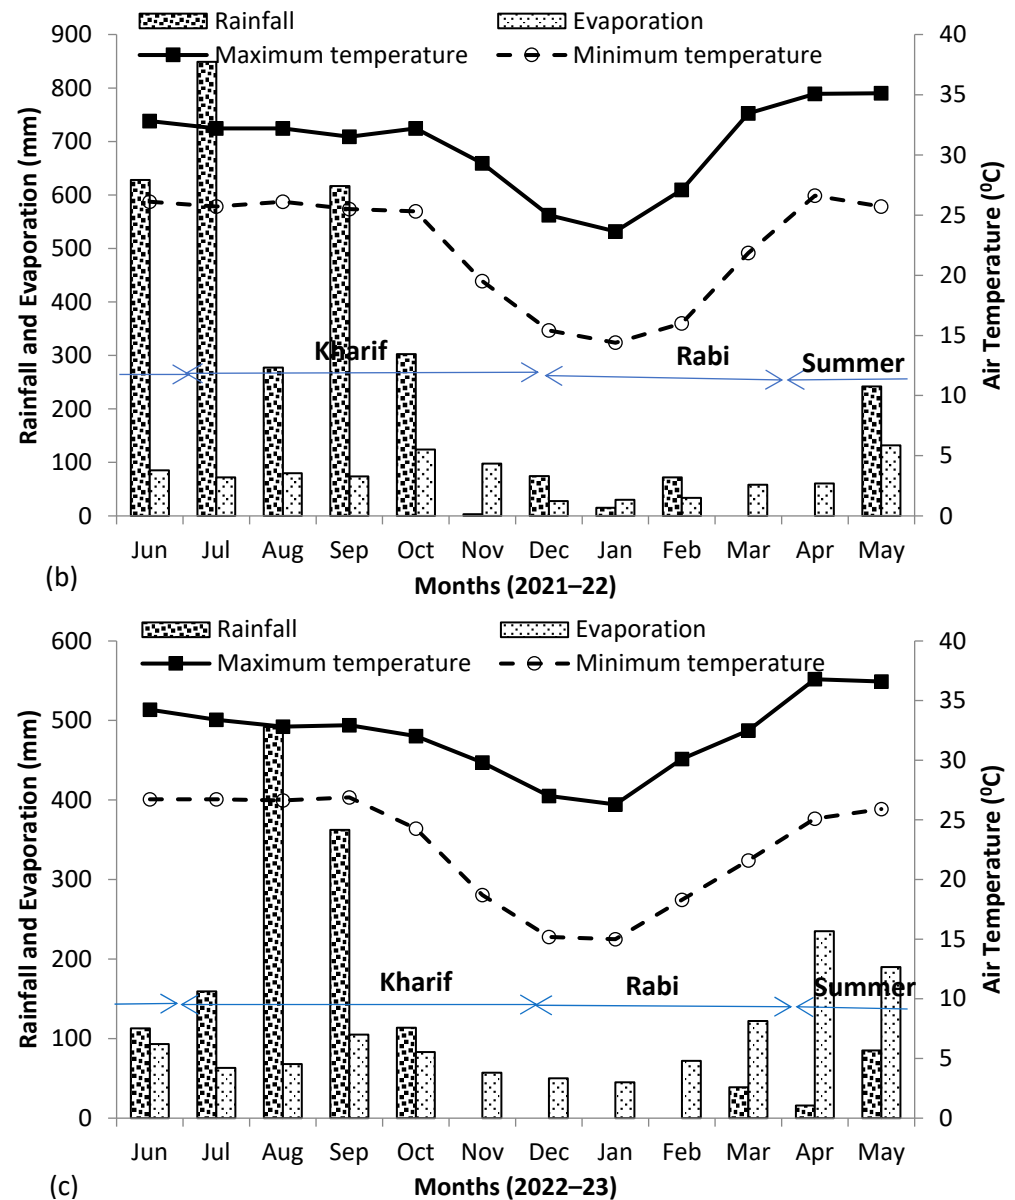 Rainfall Evaporation
Maximum temperature Minimum temperature
900
800
700
600
500
400
300
200
100
0
Rainfall and Evaporation (mm)
40
35
30
25
20
15
10
5
0
Air Temperature (⁰C)
Kharif Rabi Summer
Jun Jul Aug Sep Oct Nov Dec Jan Feb Mar Apr May
(b)
Months (2021–22)
Rainfall Evaporation
Maximum temperature Minimum temperature
600
500
400
300
200
100
0
Rainfall and Evaporation (mm)
40
35
30
25
20
15
10
5
0
Air Temperature (⁰C)
Kharif Rabi Summer
Jun Jul Aug Sep Oct Nov Dec Jan Feb Mar Apr May
(c)
Months (2022–23)